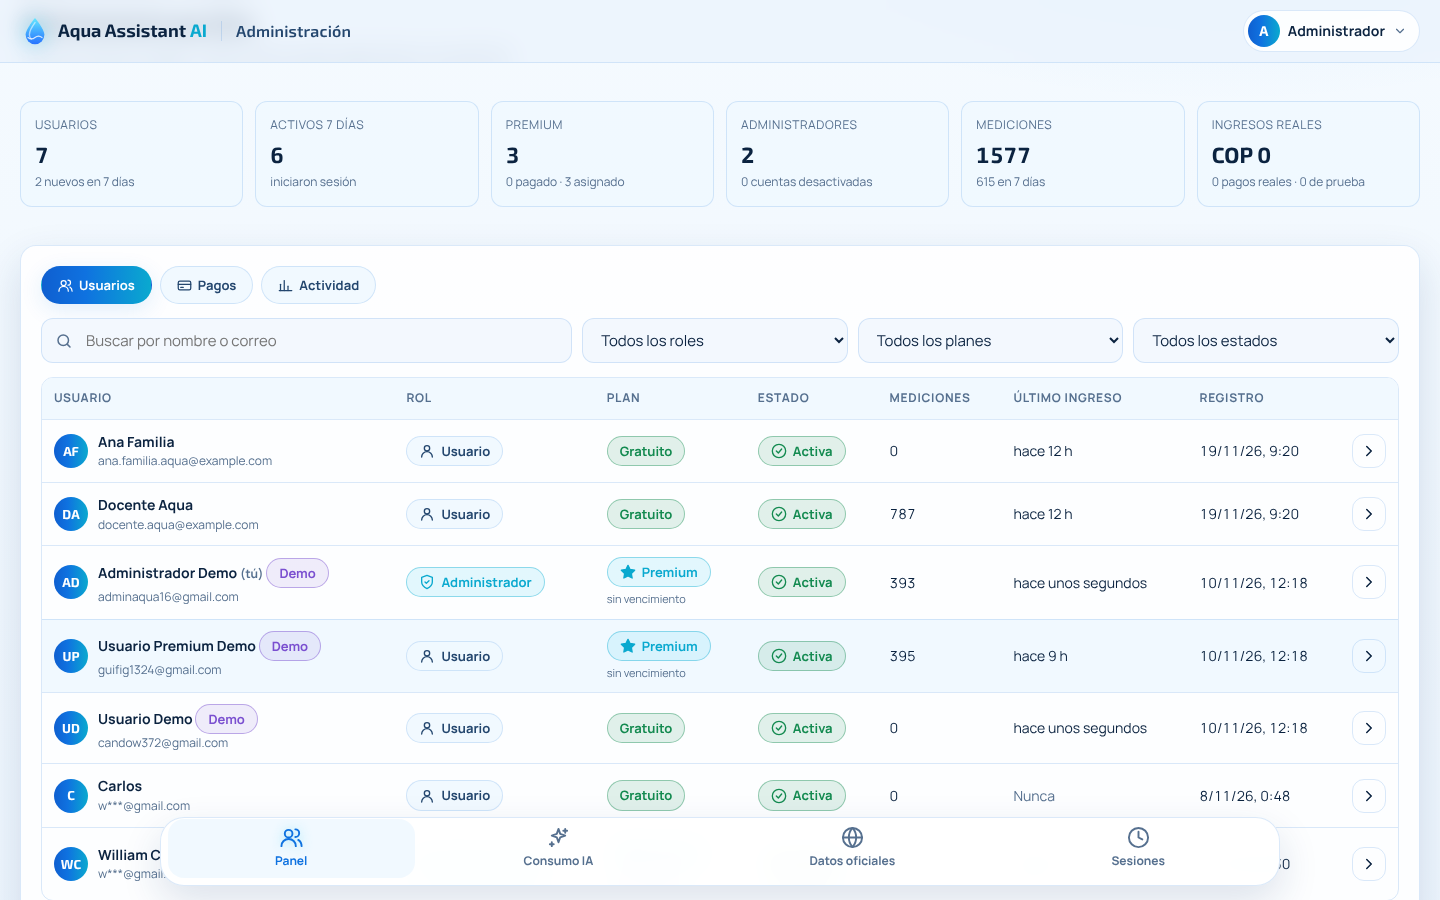 Aqua Assistant AI
Administración
A
Administrador
USUARIOS
7
2 nuevos en 7 días
ACTIVOS 7 DÍAS
6
iniciaron sesión
PREMIUM
3
0 pagado · 3 asignado
ADMINISTRADORES
2
0 cuentas desactivadas
MEDICIONES
1577
615 en 7 días
INGRESOS REALES
COP 0
0 pagos reales · 0 de prueba
Usuarios
Pagos
Actividad
Buscar por nombre o correo
Todos los roles
Todos los planes
Todos los estados
USUARIO ROL PLAN ESTADO MEDICIONES ÚLTIMO INGRESO REGISTRO
AF Ana Familia Usuario Gratuito Activa 0 hace 12 h 19/11/26, 9:20
ana.familia.aqua@example.com
DA Docente Aqua Usuario Gratuito Activa 787 hace 12 h 19/11/26, 9:20
docente.aqua@example.com
AD Administrador Demo (tú) Demo Administrador Premium Activa 393 hace unos segundos 10/11/26, 12:18
adminaqua16@gmail.com sin vencimiento
UP Usuario Premium Demo Demo Usuario Premium Activa 395 hace 9 h 10/11/26, 12:18
guifig1324@gmail.com sin vencimiento
UD Usuario Demo Demo Usuario Gratuito Activa 0 hace unos segundos 10/11/26, 12:18
candow372@gmail.com
C Carlos Usuario Gratuito Activa 0 Nunca 8/11/26, 0:48
w***@gmail.com
WC William C
w***@gmail.
Panel
Consumo IA
Datos oficiales
Sesiones